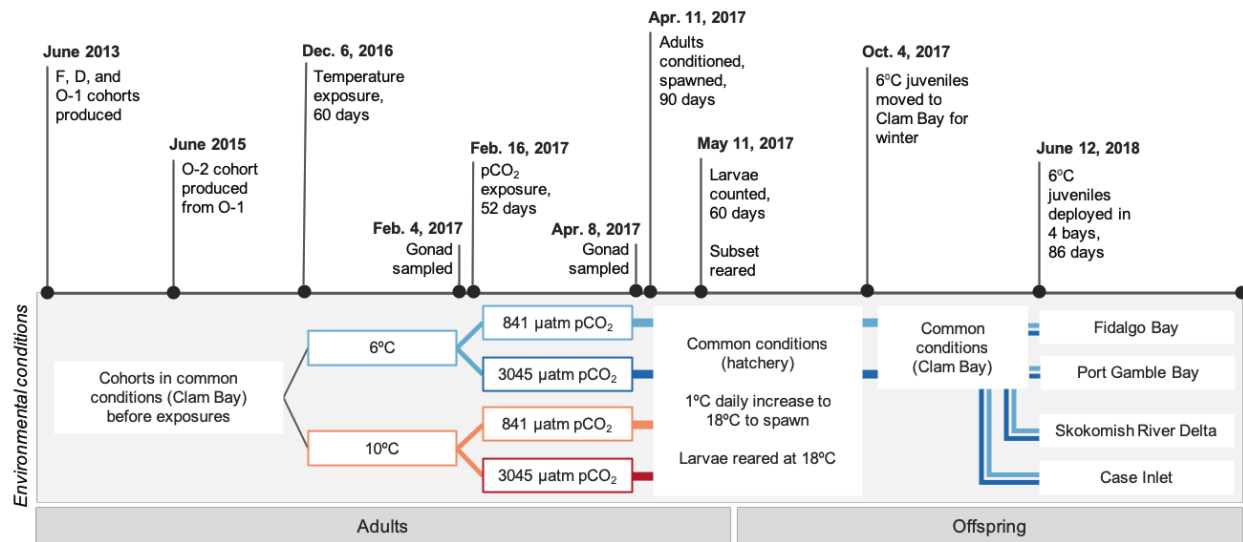 June 2013
F, D, and
O-1 cohorts
produced
June 2015
O-2 cohort
produced
from O-1
Dec. 6, 2016
Temperature
exposure,
60 days
Feb. 4, 2017
Gonad
sampled
Feb. 16, 2017
pCO₂
exposure,
52 days
Apr. 8, 2017
Gonad
sampled
Apr. 11, 2017
Adults
conditioned,
spawned,
90 days
May 11, 2017
Larvae
counted,
60 days
Subset
reared
Oct. 4, 2017
6ºC juveniles
moved to
Clam Bay for
winter
June 12, 2018
6ºC
juveniles
deployed in
4 bays,
86 days
Environmental conditions
Cohorts in common
conditions (Clam Bay)
before exposures
6ºC
10ºC
841 µatm pCO₂
3045 µatm pCO₂
841 µatm pCO₂
3045 µatm pCO₂
Common conditions
(hatchery)
1ºC daily increase to
18ºC to spawn
Larvae reared at 18ºC
Common
conditions
(Clam Bay)
Fidalgo Bay
Port Gamble Bay
Skokomish River Delta
Case Inlet
Adults
Offspring